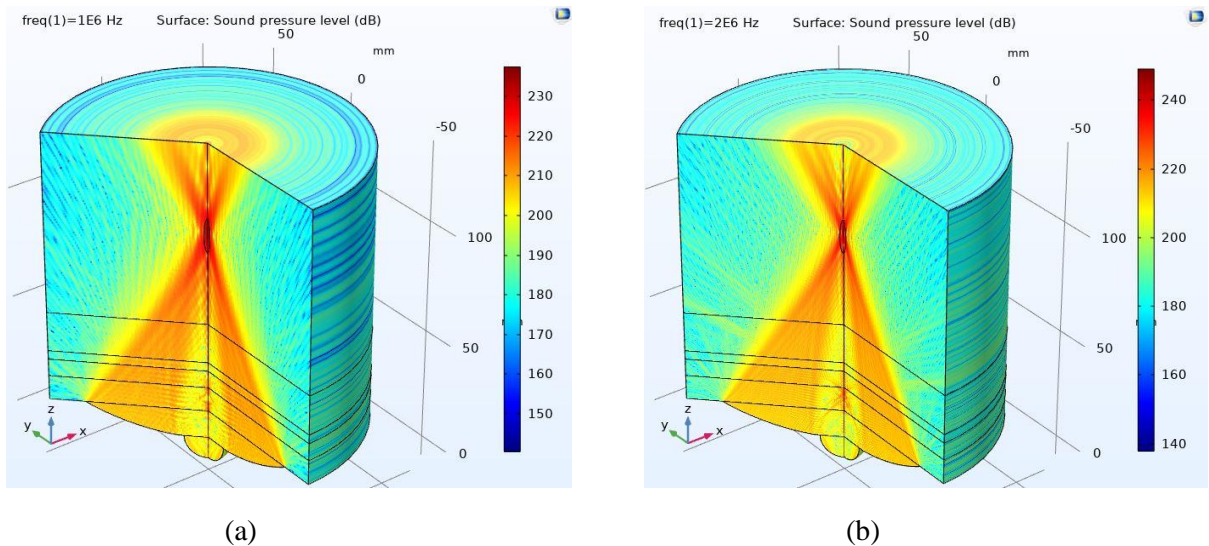 freq(1)=1E6 Hz Surface: Sound pressure level (dB)
50
mm
0
-50
230
220
210
200
190
180
170
160
150
100
50
0
z
y
x
(a)
freq(1)=2E6 Hz Surface: Sound pressure level (dB)
50
mm
0
-50
240
220
200
180
160
140
100
50
0
z
y
x
(b)